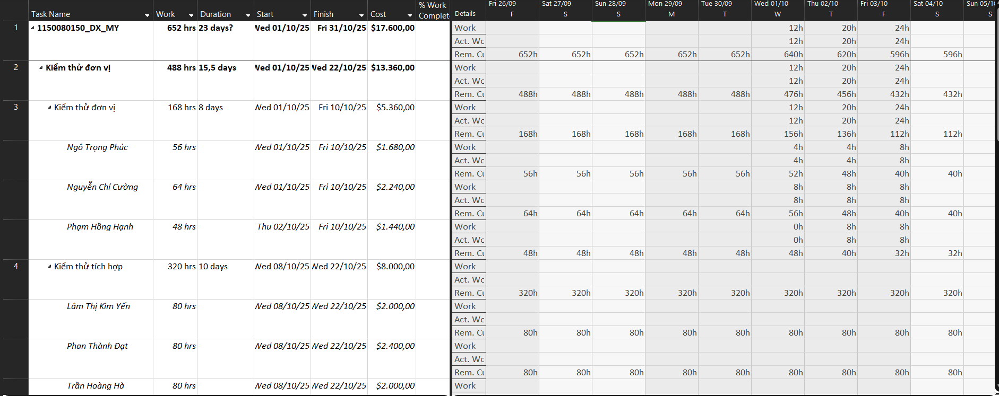 Task Name Work Duration Start Finish Cost % Work Complet Details Fri 26/09 Sat 27/09 Sun 28/09 Mon 29/09 Tue 30/09 Wed 01/10 Thu 02/10 Fri 03/10 Sat 04/10 Sun 05/10
F S S M T W T F S S
1 1150080150_DX_MY 652 hrs 23 days? Wed 01/10/25 Fri 31/10/25 $17.600,00 Work 12h 20h 24h
Act. Wc 12h 20h 24h
Rem. Cu 652h 652h 652h 652h 652h 640h 620h 596h 596h
2 Kiểm thử đơn vị 488 hrs 15,5 days Wed 01/10/25 Wed 22/10/25 $13.360,00 Work 12h 20h 24h
Act. Wc 12h 20h 24h
Rem. Cu 488h 488h 488h 488h 488h 476h 456h 432h 432h
3 Kiểm thử đơn vị 168 hrs 8 days Wed 01/10/25 Fri 10/10/25 $5.360,00 Work 12h 20h 24h
Act. Wc 12h 20h 24h
Rem. Cu 168h 168h 168h 168h 168h 156h 136h 112h 112h
Ngô Trọng Phúc 56 hrs Wed 01/10/25 Fri 10/10/25 $1.680,00 Work 4h 4h 8h
Act. Wc 4h 4h 8h
Rem. Cu 56h 56h 56h 56h 56h 52h 48h 40h 40h
Nguyễn Chí Cường 64 hrs Wed 01/10/25 Fri 10/10/25 $2.240,00 Work 8h 8h 8h
Act. Wc 8h 8h 8h
Rem. Cu 64h 64h 64h 64h 64h 56h 48h 40h 40h
Phạm Hồng Hạnh 48 hrs Thu 02/10/25 Fri 10/10/25 $1.440,00 Work 0h 8h 8h
Act. Wc 0h 8h 8h
Rem. Cu 48h 48h 48h 48h 48h 48h 40h 32h 32h
4 Kiểm thử tích hợp 320 hrs 10 days Wed 08/10/25 Wed 22/10/25 $8.000,00 Work
Act. Wc
Rem. Cu 320h 320h 320h 320h 320h 320h 320h 320h 320h
Lâm Thị Kim Yến 80 hrs Wed 08/10/25 Wed 22/10/25 $2.000,00 Work
Act. Wc
Rem. Cu 80h 80h 80h 80h 80h 80h 80h 80h 80h
Phan Thành Đạt 80 hrs Wed 08/10/25 Wed 22/10/25 $2.400,00 Work
Act. Wc
Rem. Cu 80h 80h 80h 80h 80h 80h 80h 80h 80h
Trần Hoàng Hà 80 hrs Wed 08/10/25 Wed 22/10/25 $2.000,00 Work